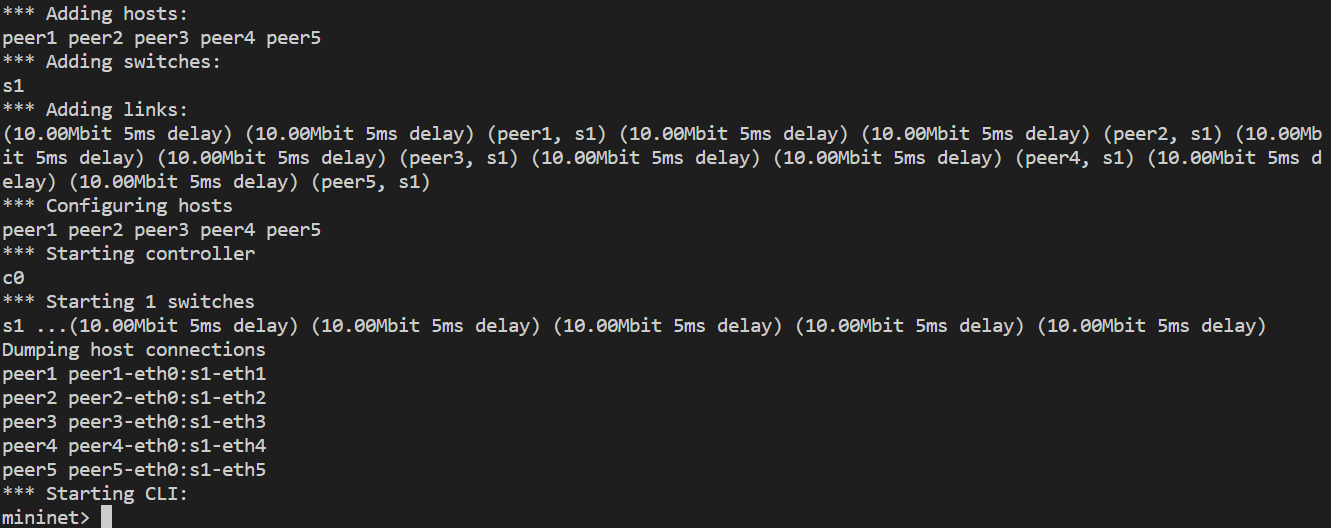 *** Adding hosts:
peer1 peer2 peer3 peer4 peer5
*** Adding switches:
s1
*** Adding links:
(10.00Mbit 5ms delay) (10.00Mbit 5ms delay) (peer1, s1) (10.00Mbit 5ms delay) (10.00Mbit 5ms delay) (peer2, s1) (10.00Mb
it 5ms delay) (10.00Mbit 5ms delay) (peer3, s1) (10.00Mbit 5ms delay) (10.00Mbit 5ms delay) (peer4, s1) (10.00Mbit 5ms d
elay) (10.00Mbit 5ms delay) (peer5, s1)
*** Configuring hosts
peer1 peer2 peer3 peer4 peer5
*** Starting controller
c0
*** Starting 1 switches
s1 ...(10.00Mbit 5ms delay) (10.00Mbit 5ms delay) (10.00Mbit 5ms delay) (10.00Mbit 5ms delay) (10.00Mbit 5ms delay)
Dumping host connections
peer1 peer1-eth0:s1-eth1
peer2 peer2-eth0:s1-eth2
peer3 peer3-eth0:s1-eth3
peer4 peer4-eth0:s1-eth4
peer5 peer5-eth0:s1-eth5
*** Starting CLI:
mininet>